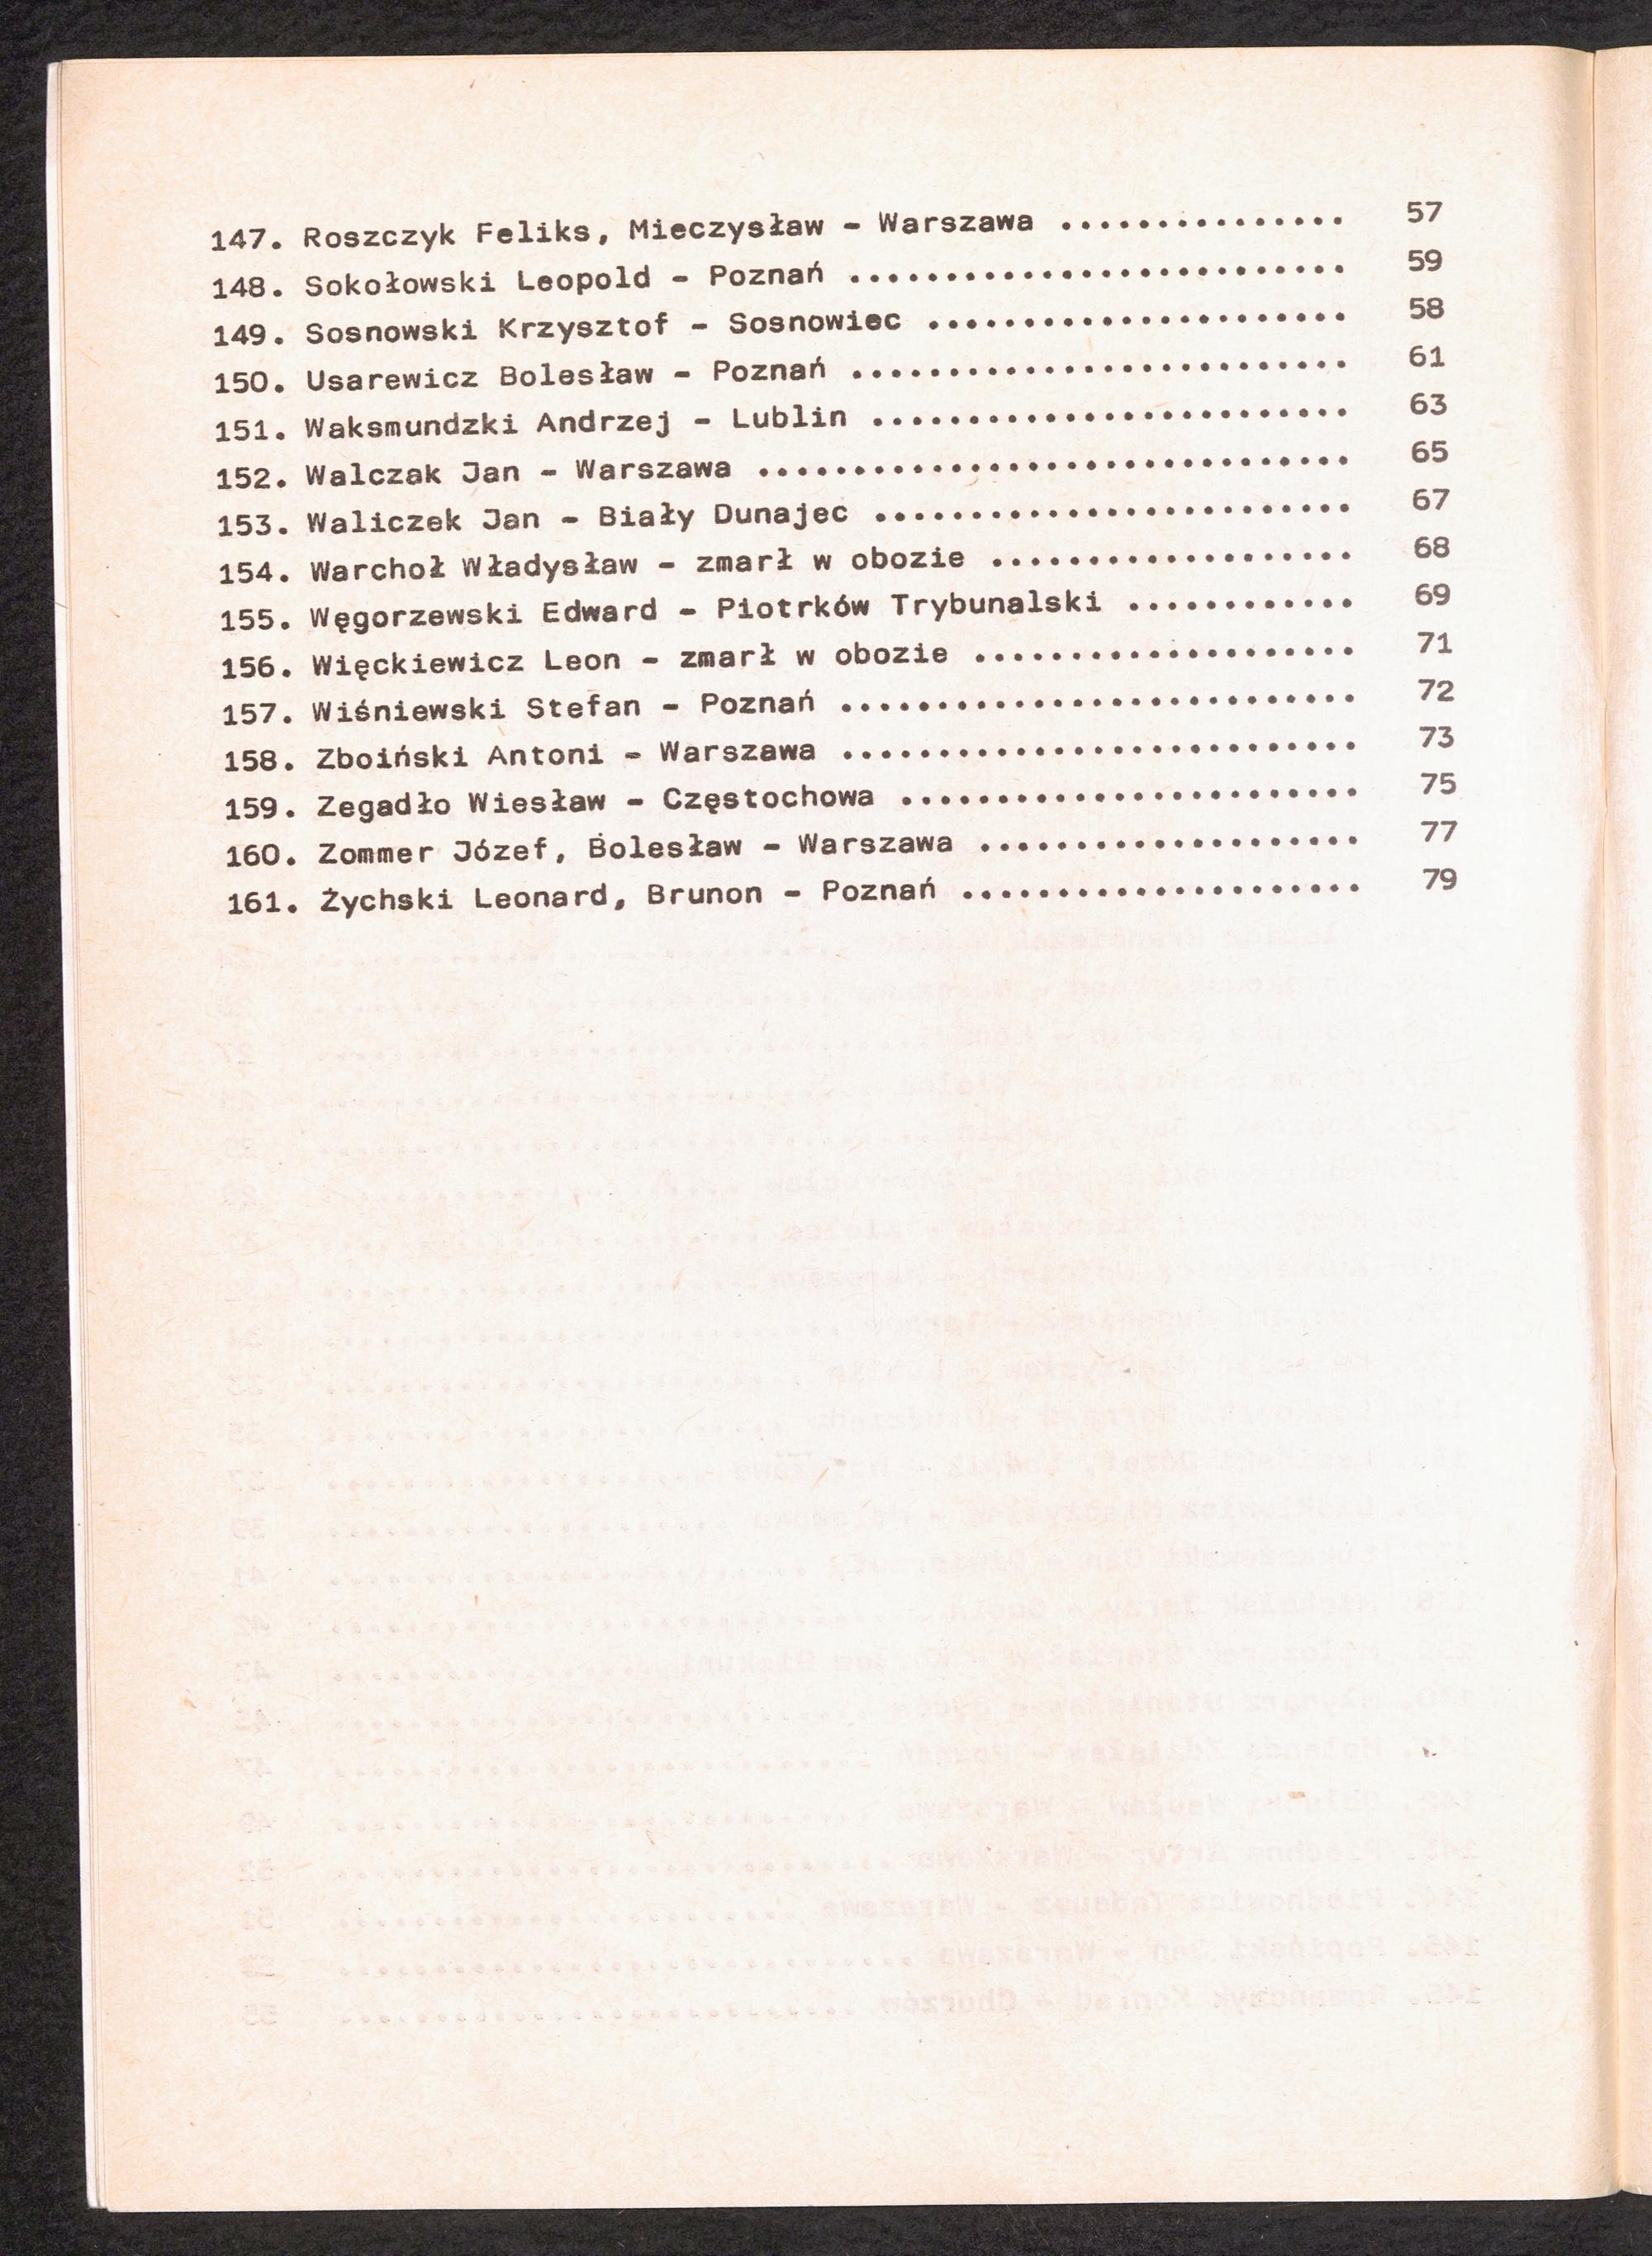 147. Roszczyk Feliks, Mieczysław - Warszawa ............... 57
148. Sokołowski Leopold - Poznań .......................... 59
149. Sosnowski Krzysztof - Sosnowiec ...................... 58
150. Usarewicz Bolesław - Poznań .......................... 61
151. Waksmundzki Andrzej - Lublin ......................... 63
152. Walczak Jan - Warszawa ............................... 65
153. Waliczek Jan - Biały Dunajec ......................... 67
154. Warchoł Władysław - zmarł w obozie ................... 68
155. Węgorzewski Edward - Piotrków Trybunalski ............ 69
156. Więckiewicz Leon - zmarł w obozie .................... 71
157. Wiśniewski Stefan - Poznań ........................... 72
158. Zboiński Antoni - Warszawa ........................... 73
159. Zegadło Wiesław - Częstochowa ........................ 75
160. Zommer Józef, Bolesław - Warszawa .................... 77
161. Żychski Leonard, Brunon - Poznań ..................... 79